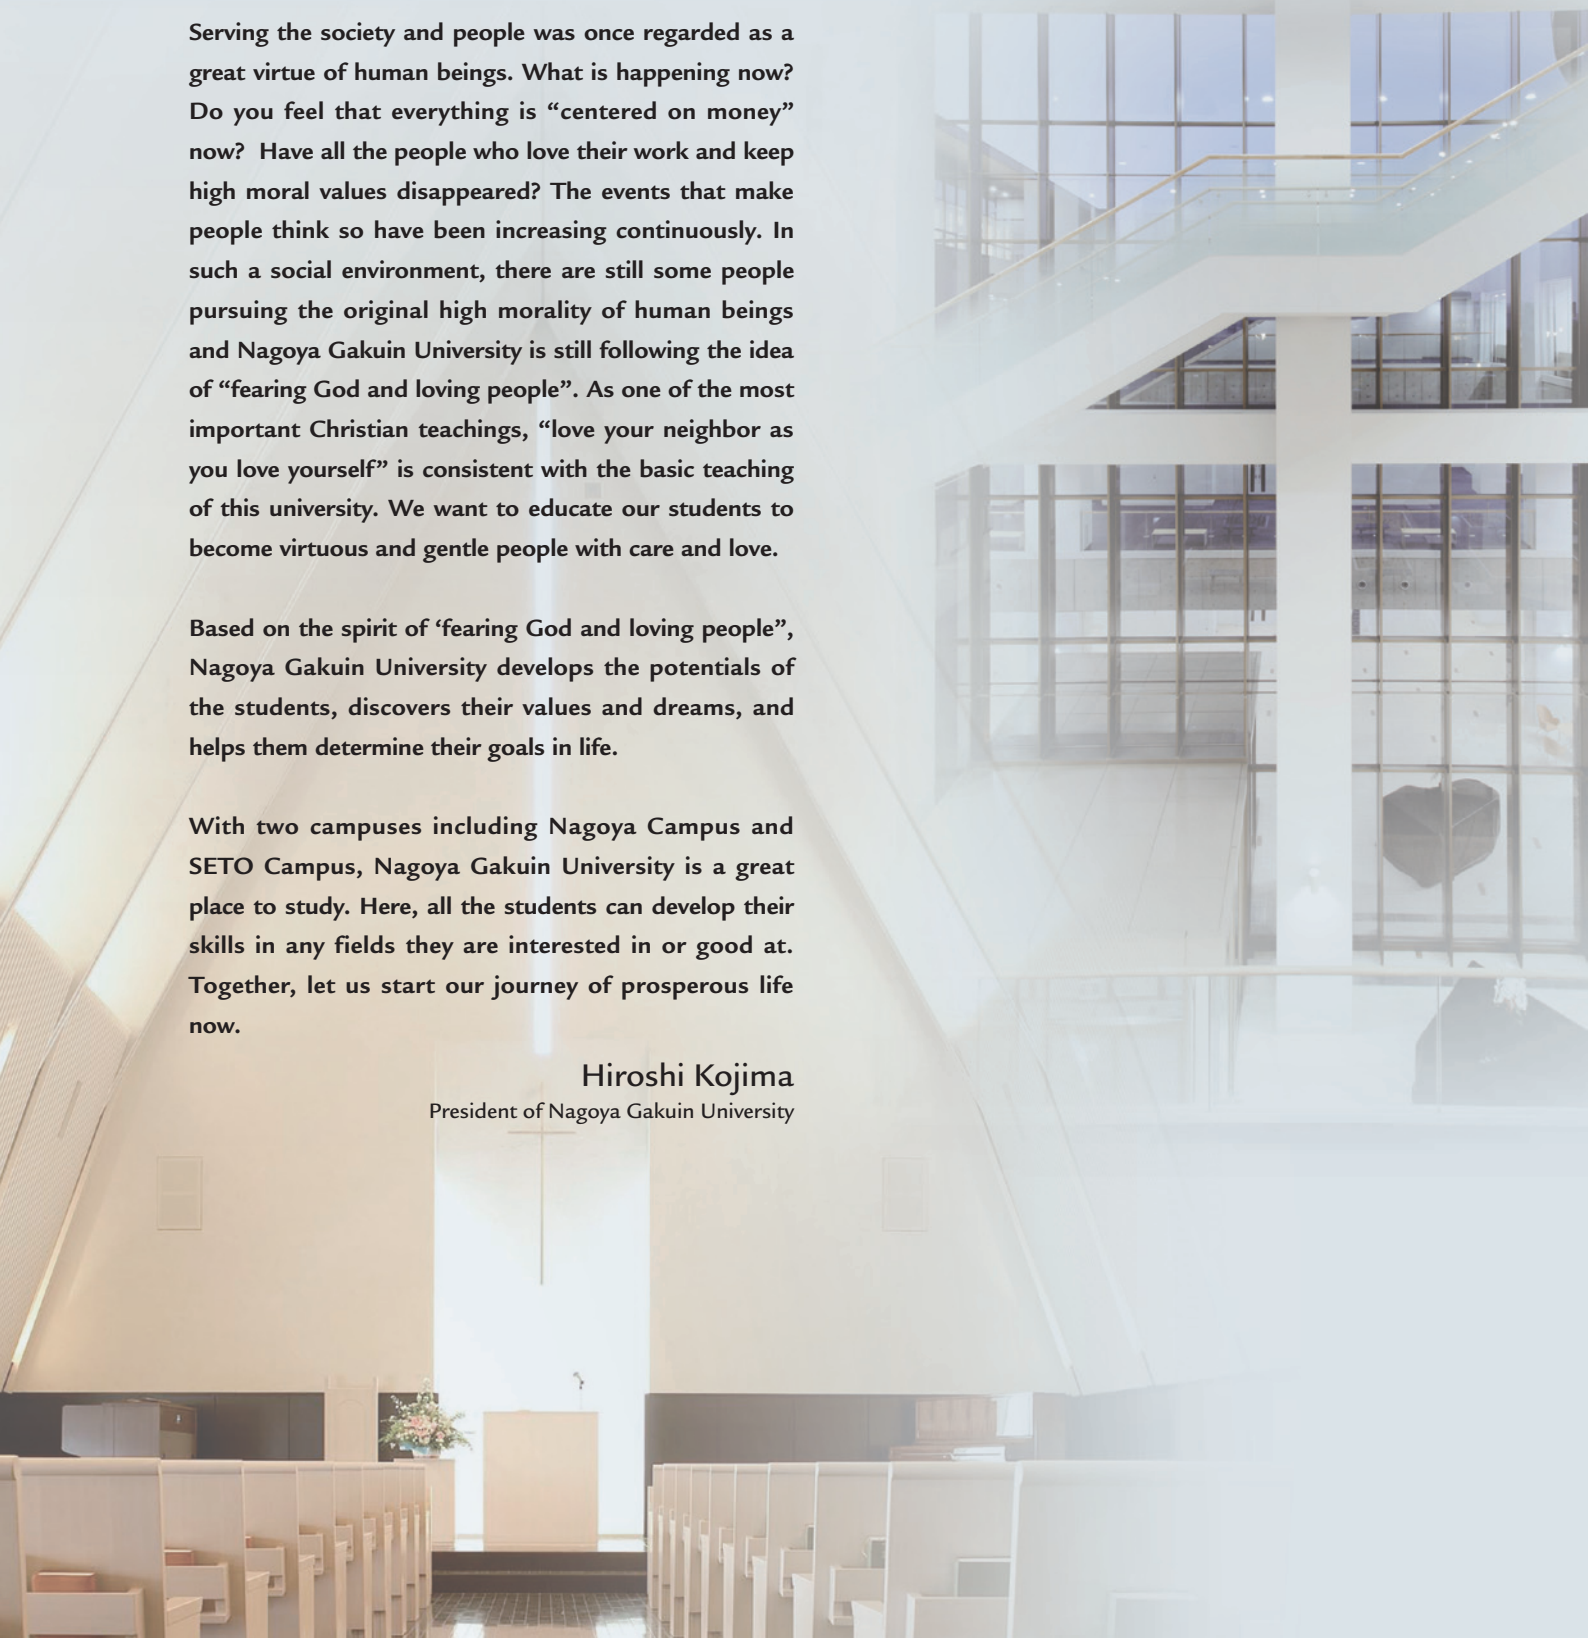 Serving the society and people was once regarded as a
great virtue of human beings. What is happening now?
Do you feel that everything is “centered on money”
now?  Have all the people who love their work and keep
high moral values disappeared? The events that make
people think so have been increasing continuously. In
such a social environment, there are still some people
pursuing the original high morality of human beings
and Nagoya Gakuin University is still following the idea
of “fearing God and loving people”. As one of the most
important Christian teachings, “love your neighbor as
you love yourself” is consistent with the basic teaching
of this university. We want to educate our students to
become virtuous and gentle people with care and love.
Based on the spirit of ‘fearing God and loving people”,
Nagoya Gakuin University develops the potentials of
the students, discovers their values and dreams, and
helps them determine their goals in life.
With two campuses including Nagoya Campus and
SETO Campus, Nagoya Gakuin University is a great
place to study. Here, all the students can develop their
skills in any fields they are interested in or good at.
Together, let us start our journey of prosperous life
now.
Hiroshi Kojima
President of Nagoya Gakuin University